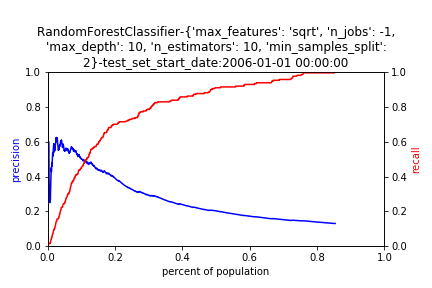 RandomForestClassifier-{'max_features': 'sqrt', 'n_jobs': -1,
'max_depth': 10, 'n_estimators': 10, 'min_samples_split':
2}-test_set_start_date:2006-01-01 00:00:00
1.0
0.8
0.6
0.4
0.2
0.0
precision
1.0
0.8
0.6
0.4
0.2
0.0
recall
0.0 0.2 0.4 0.6 0.8 1.0
percent of population